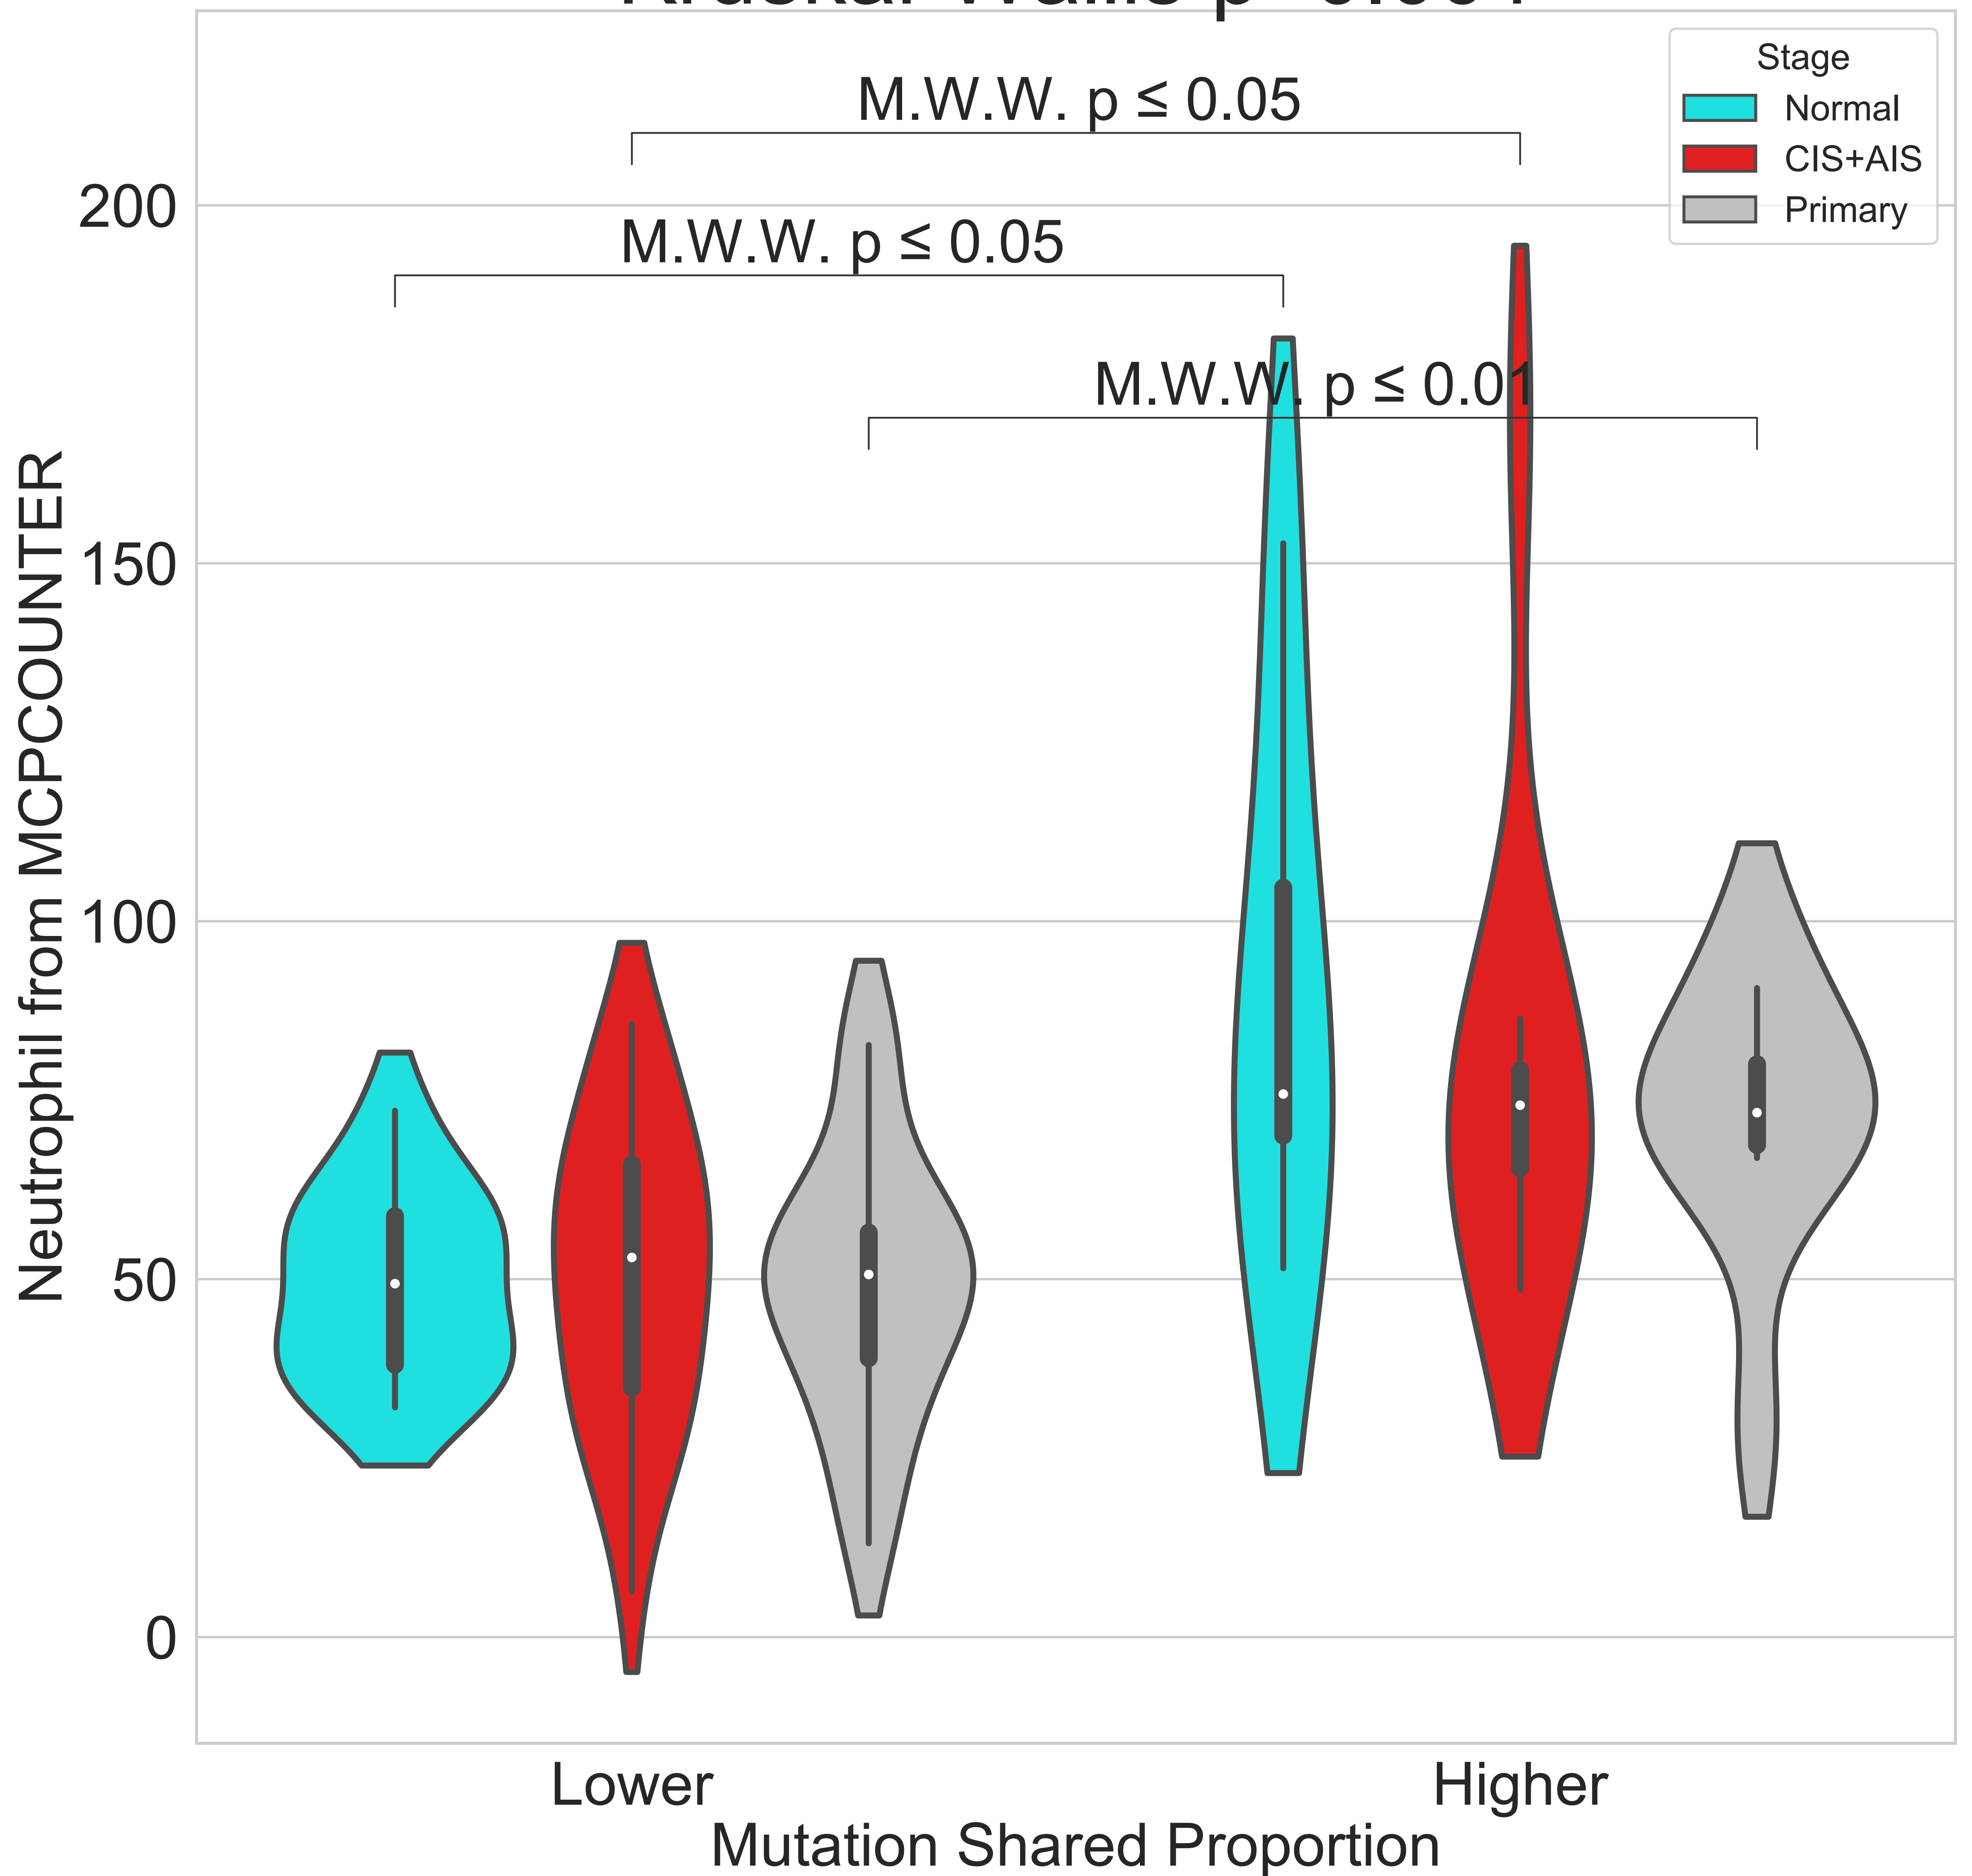 Stage
Normal
CIS+AIS
Primary
M.W.W. p ≤ 0.05
M.W.W. p ≤ 0.05
M.W.W. p ≤ 0.01
200
150
100
50
0
Neutrophil from MCPCOUNTER
Lower
Higher
Mutation Shared Proportion